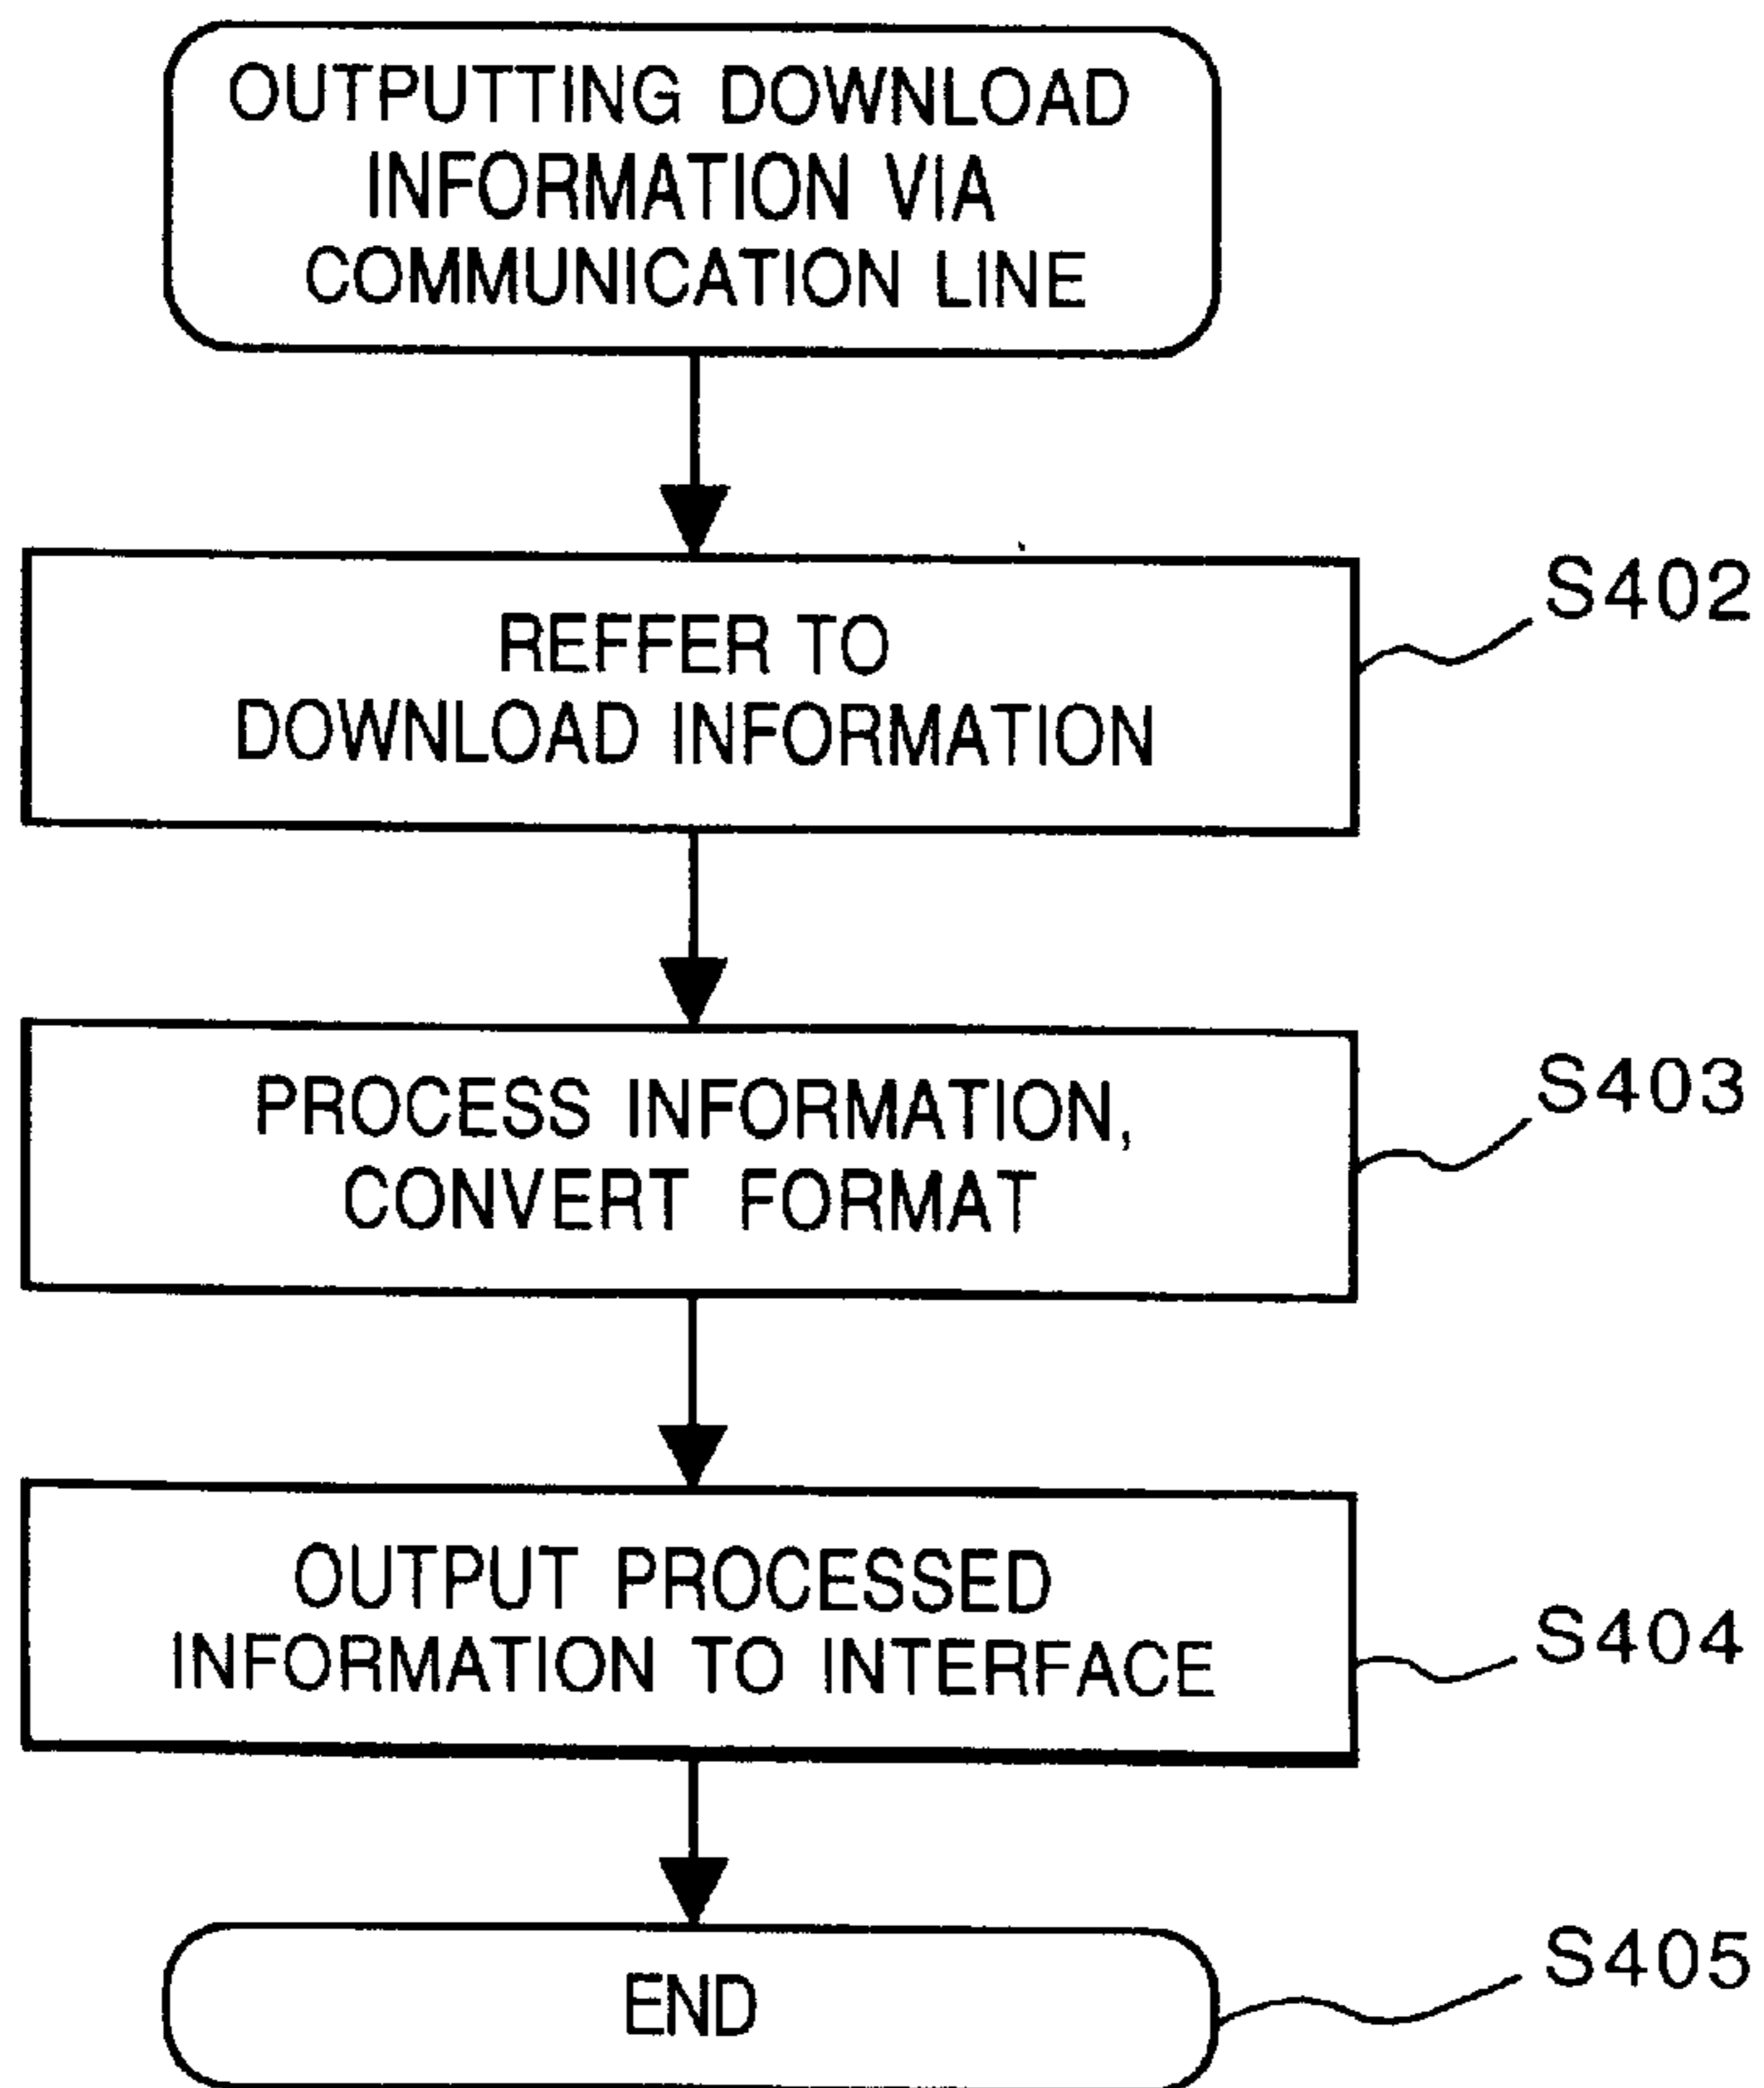 OUTPUTTING DOWNLOAD
INFORMATION VIA
COMMUNICATION LINE
REFFER TO
DOWNLOAD INFORMATION
S402
PROCESS INFORMATION,
CONVERT FORMAT
S403
OUTPUT PROCESSED
INFORMATION TO INTERFACE
S404
END
S405